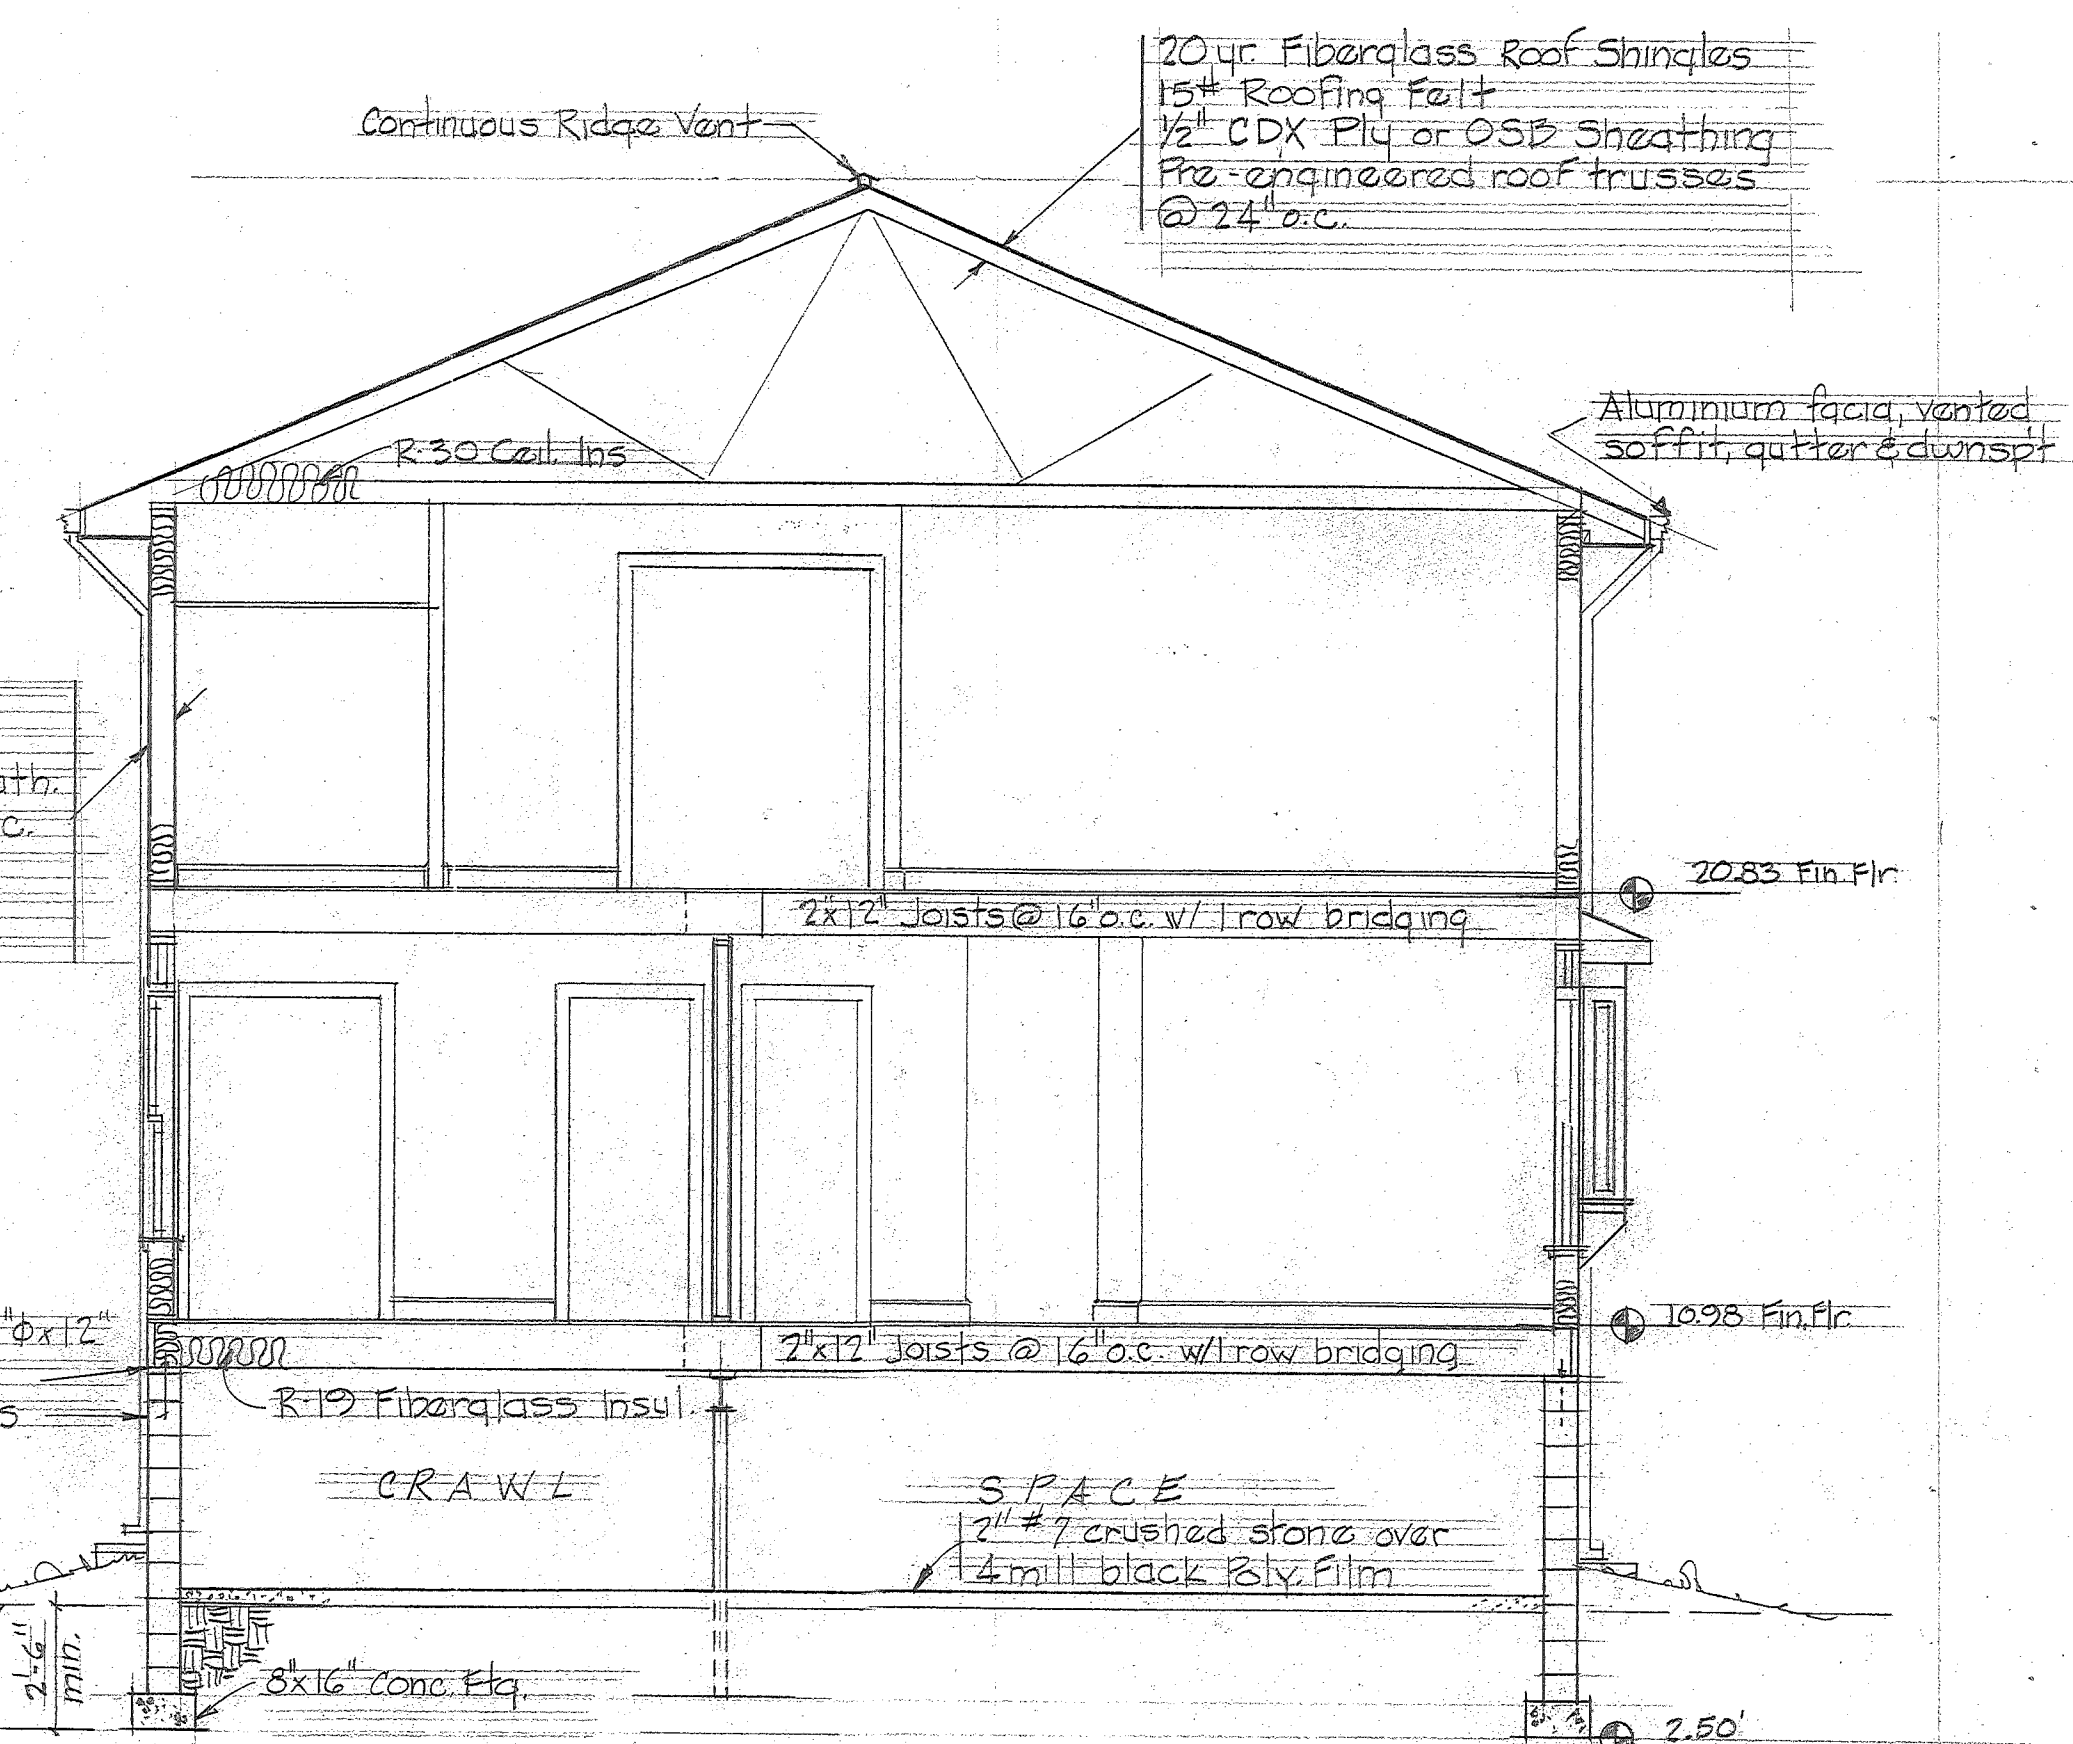 Continuous Ridge Vent
20 yr. Fiberglass Roof Shingles
15# Roofing Felt
1/2" CDX Ply or OSB Sheathing
Pre-engineered roof trusses
@ 24" o.c.
Aluminium facia, vented
soffit, gutter & dwnsp't
R-30 Ceil. Ins
ath.
c.
20.83 Fin. Flr.
2"x12" Joists @ 16" o.c. w/ 1 row bridging
"φ x 12"
10.98 Fin. Flr.
2"x12" Joists @ 16" o.c. w/ 1 row bridging
R-19 Fiberglass Insul.
s
CRAWL SPACE
2" #7 crushed stone over
4 mill black Poly. Film
2'-6"
min.
8"x16" Conc. Ftg.
2.50'